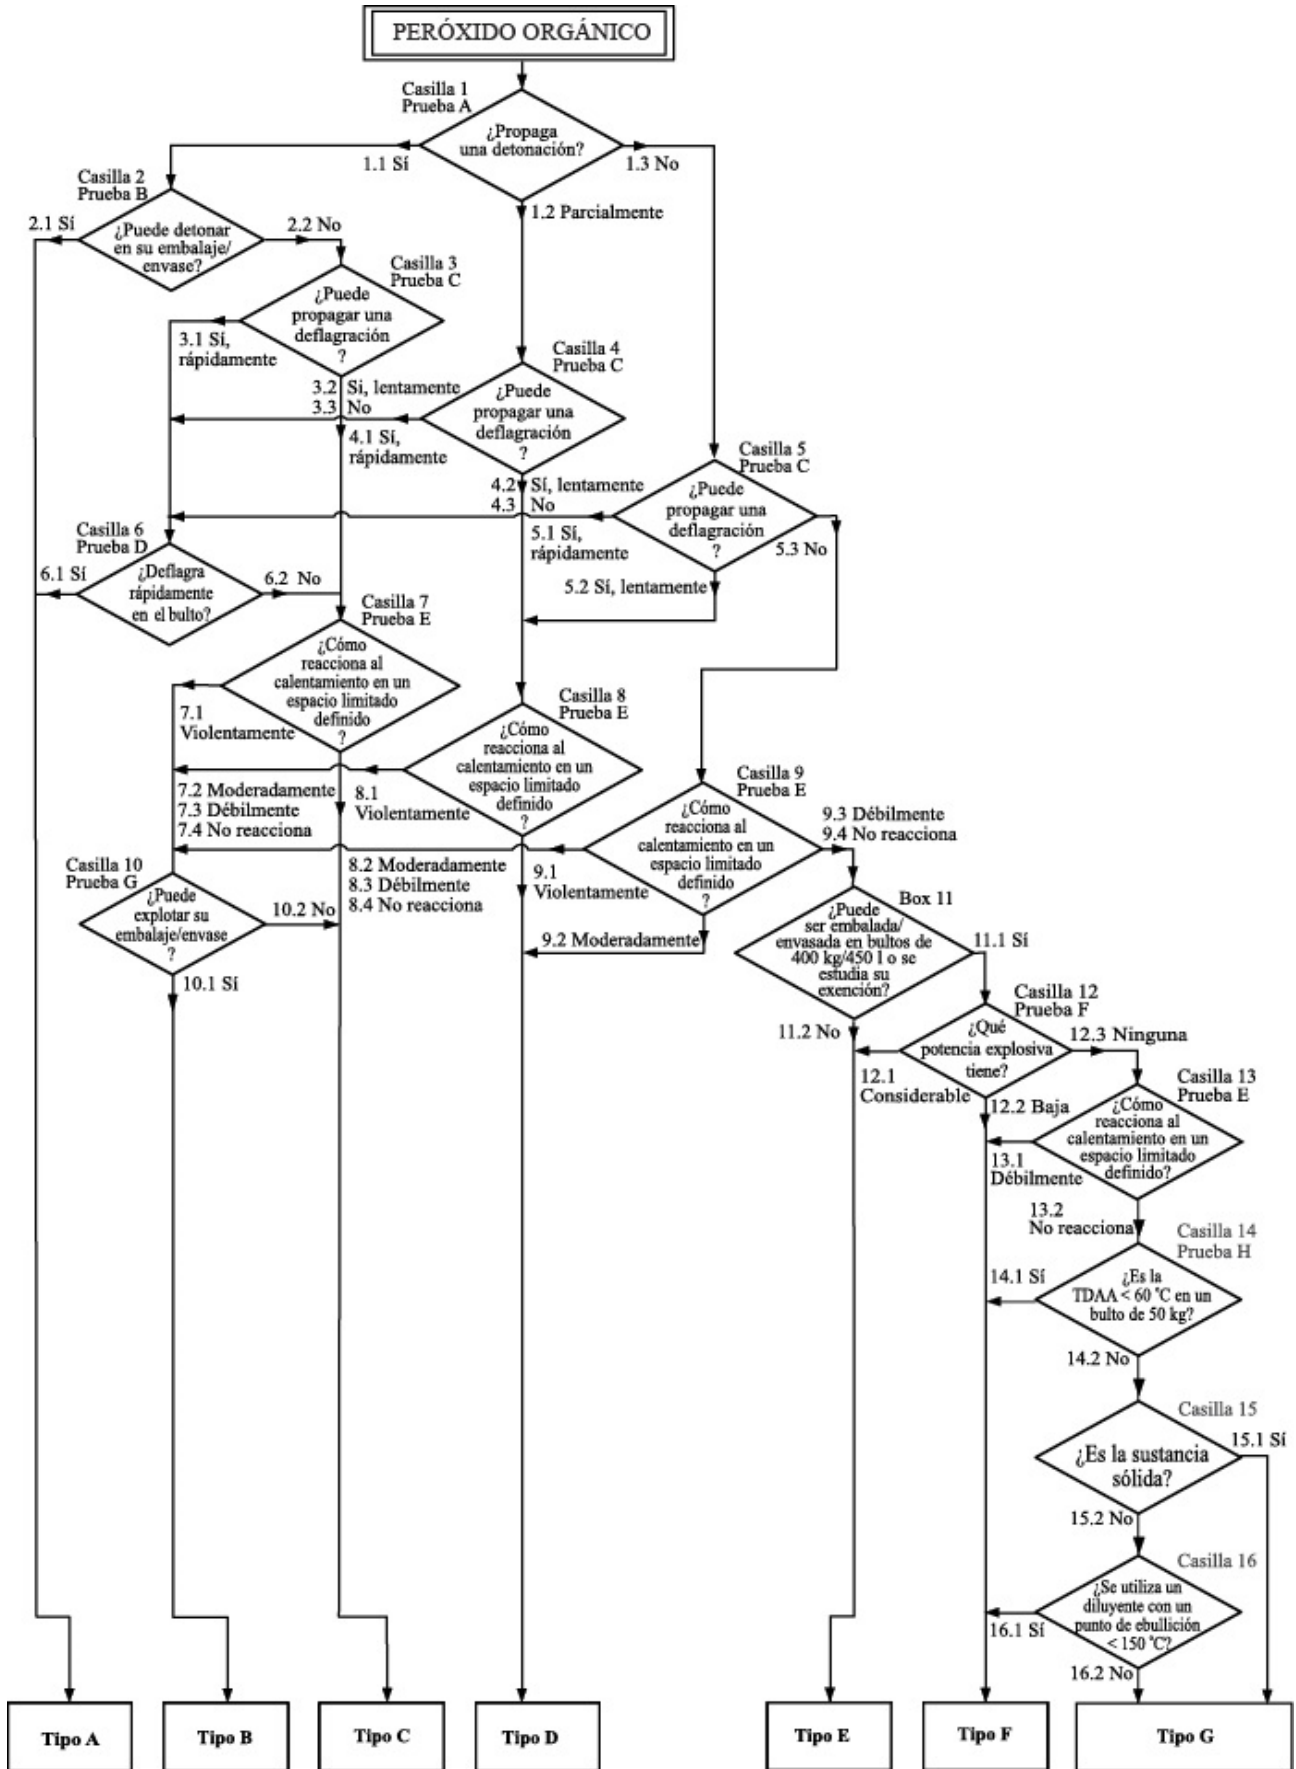 PERÓXIDO ORGÁNICO
Casilla 1
Prueba A
¿Propaga
una detonación?
1.1 Sí
1.3 No
1.2 Parcialmente
Casilla 2
Prueba B
2.1 Sí
¿Puede detonar
en su embalaje/
envase?
2.2 No
Casilla 3
Prueba C
¿Puede
propagar una
deflagración
?
3.1 Sí,
rápidamente
3.2 Sí, lentamente
3.3 No
Casilla 4
Prueba C
¿Puede
propagar una
deflagración
?
4.1 Sí,
rápidamente
4.2 Sí, lentamente
4.3 No
Casilla 5
Prueba C
¿Puede
propagar una
deflagración
?
5.1 Sí,
rápidamente
5.3 No
5.2 Sí, lentamente
Casilla 6
Prueba D
6.1 Sí
¿Deflagra
rápidamente
en el bulto?
6.2 No
Casilla 7
Prueba E
¿Cómo
reacciona al
calentamiento en un
espacio limitado
definido
?
7.1
Violentamente
7.2 Moderadamente
7.3 Débilmente
7.4 No reacciona
Casilla 8
Prueba E
¿Cómo
reacciona al
calentamiento en un
espacio limitado
definido
?
8.1
Violentamente
8.2 Moderadamente
8.3 Débilmente
8.4 No reacciona
Casilla 9
Prueba E
¿Cómo
reacciona al
calentamiento en un
espacio limitado
definido
?
9.3 Débilmente
9.4 No reacciona
9.1
Violentamente
9.2 Moderadamente
Casilla 10
Prueba G
¿Puede
explotar su
embalaje/envase
?
10.2 No
10.1 Sí
Box 11
¿Puede
ser embalada/
envasada en bultos de
400 kg/450 l o se
estudia su
exención?
11.1 Sí
11.2 No
Casilla 12
Prueba F
¿Qué
potencia explosiva
tiene?
12.3 Ninguna
12.1
Considerable
12.2 Baja
Casilla 13
Prueba E
¿Cómo
reacciona al
calentamiento en un
espacio limitado
definido?
13.1
Débilmente
13.2
No reacciona
Casilla 14
Prueba H
14.1 Sí
¿Es la
TDAA < 60 °C en un
bulto de 50 kg?
14.2 No
Casilla 15
15.1 Sí
¿Es la sustancia
sólida?
15.2 No
Casilla 16
¿Se utiliza un
diluyente con un
punto de ebullición
< 150 °C?
16.1 Sí
16.2 No
Tipo A
Tipo B
Tipo C
Tipo D
Tipo E
Tipo F
Tipo G